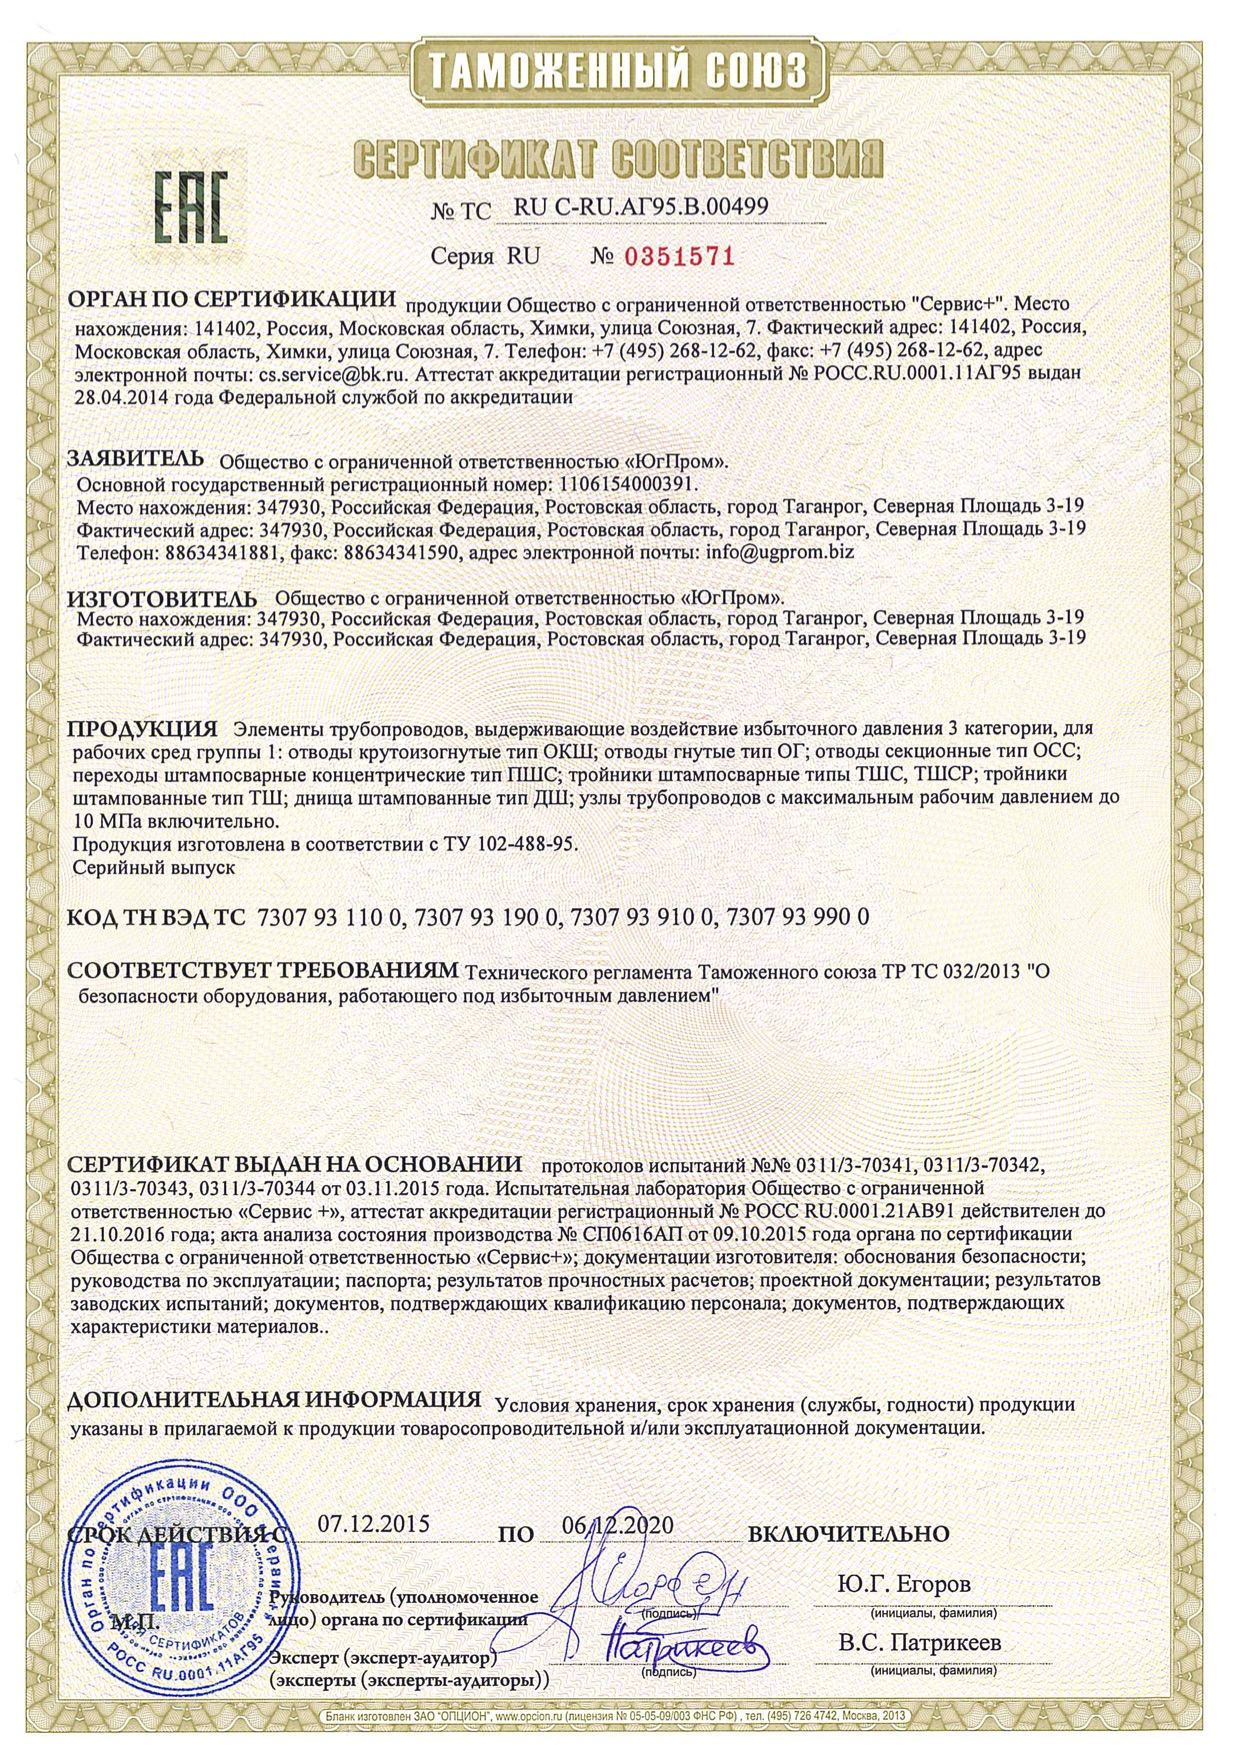 ТАМОЖЕННЫЙ СОЮЗ
СЕРТИФИКАТ СООТВЕТСТВИЯ
ЕАС
№ ТС RU C-RU.АГ95.В.00499
Серия RU № 0351571
ОРГАН ПО СЕРТИФИКАЦИИ продукции Общество с ограниченной ответственностью "Сервис+". Место
нахождения: 141402, Россия, Московская область, Химки, улица Союзная, 7. Фактический адрес: 141402, Россия,
Московская область, Химки, улица Союзная, 7. Телефон: +7 (495) 268-12-62, факс: +7 (495) 268-12-62, адрес
электронной почты: cs.service@bk.ru. Аттестат аккредитации регистрационный № РОСС.RU.0001.11АГ95 выдан
28.04.2014 года Федеральной службой по аккредитации
ЗАЯВИТЕЛЬ Общество с ограниченной ответственностью «ЮгПром».
Основной государственный регистрационный номер: 1106154000391.
Место нахождения: 347930, Российская Федерация, Ростовская область, город Таганрог, Северная Площадь 3-19
Фактический адрес: 347930, Российская Федерация, Ростовская область, город Таганрог, Северная Площадь 3-19
Телефон: 88634341881, факс: 88634341590, адрес электронной почты: info@ugprom.biz
ИЗГОТОВИТЕЛЬ Общество с ограниченной ответственностью «ЮгПром».
Место нахождения: 347930, Российская Федерация, Ростовская область, город Таганрог, Северная Площадь 3-19
Фактический адрес: 347930, Российская Федерация, Ростовская область, город Таганрог, Северная Площадь 3-19
ПРОДУКЦИЯ Элементы трубопроводов, выдерживающие воздействие избыточного давления 3 категории, для
рабочих сред группы 1: отводы крутоизогнутые тип ОКШ; отводы гнутые тип ОГ; отводы секционные тип ОСС;
переходы штампосварные концентрические тип ПШС; тройники штампосварные типы ТШС, ТШСР; тройники
штампованные тип ТШ; днища штампованные тип ДШ; узлы трубопроводов с максимальным рабочим давлением до
10 МПа включительно.
Продукция изготовлена в соответствии с ТУ 102-488-95.
Серийный выпуск
КОД ТН ВЭД ТС 7307 93 110 0, 7307 93 190 0, 7307 93 910 0, 7307 93 990 0
СООТВЕТСТВУЕТ ТРЕБОВАНИЯМ Технического регламента Таможенного союза ТР ТС 032/2013 "О
безопасности оборудования, работающего под избыточным давлением"
СЕРТИФИКАТ ВЫДАН НА ОСНОВАНИИ протоколов испытаний №№ 0311/3-70341, 0311/3-70342,
0311/3-70343, 0311/3-70344 от 03.11.2015 года. Испытательная лаборатория Общество с ограниченной
ответственностью «Сервис +», аттестат аккредитации регистрационный № РОСС RU.0001.21АВ91 действителен до
21.10.2016 года; акта анализа состояния производства № СП0616АП от 09.10.2015 года органа по сертификации
Общества с ограниченной ответственностью «Сервис+»; документации изготовителя: обоснования безопасности;
руководства по эксплуатации; паспорта; результатов прочностных расчетов; проектной документации; результатов
заводских испытаний; документов, подтверждающих квалификацию персонала; документов, подтверждающих
характеристики материалов..
ДОПОЛНИТЕЛЬНАЯ ИНФОРМАЦИЯ Условия хранения, срок хранения (службы, годности) продукции
указаны в прилагаемой к продукции товаросопроводительной и/или эксплуатационной документации.
СРОК ДЕЙСТВИЯ С 07.12.2015 ПО 06.12.2020 ВКЛЮЧИТЕЛЬНО
Орган по сертификации ООО «Сервис+»
РОСС RU.0001.11АГ95
ЕАС
ДЛЯ СЕРТИФИКАТОВ
М.П.
Руководитель (уполномоченное
лицо) органа по сертификации
Егоров
(подпись)
Ю.Г. Егоров
(инициалы, фамилия)
Эксперт (эксперт-аудитор)
(эксперты (эксперты-аудиторы))
Патрикеев
(подпись)
В.С. Патрикеев
(инициалы, фамилия)
Бланк изготовлен ЗАО "ОПЦИОН", www.opcion.ru (лицензия № 05-05-09/003 ФНС РФ), тел. (495) 726 4742, Москва, 2013